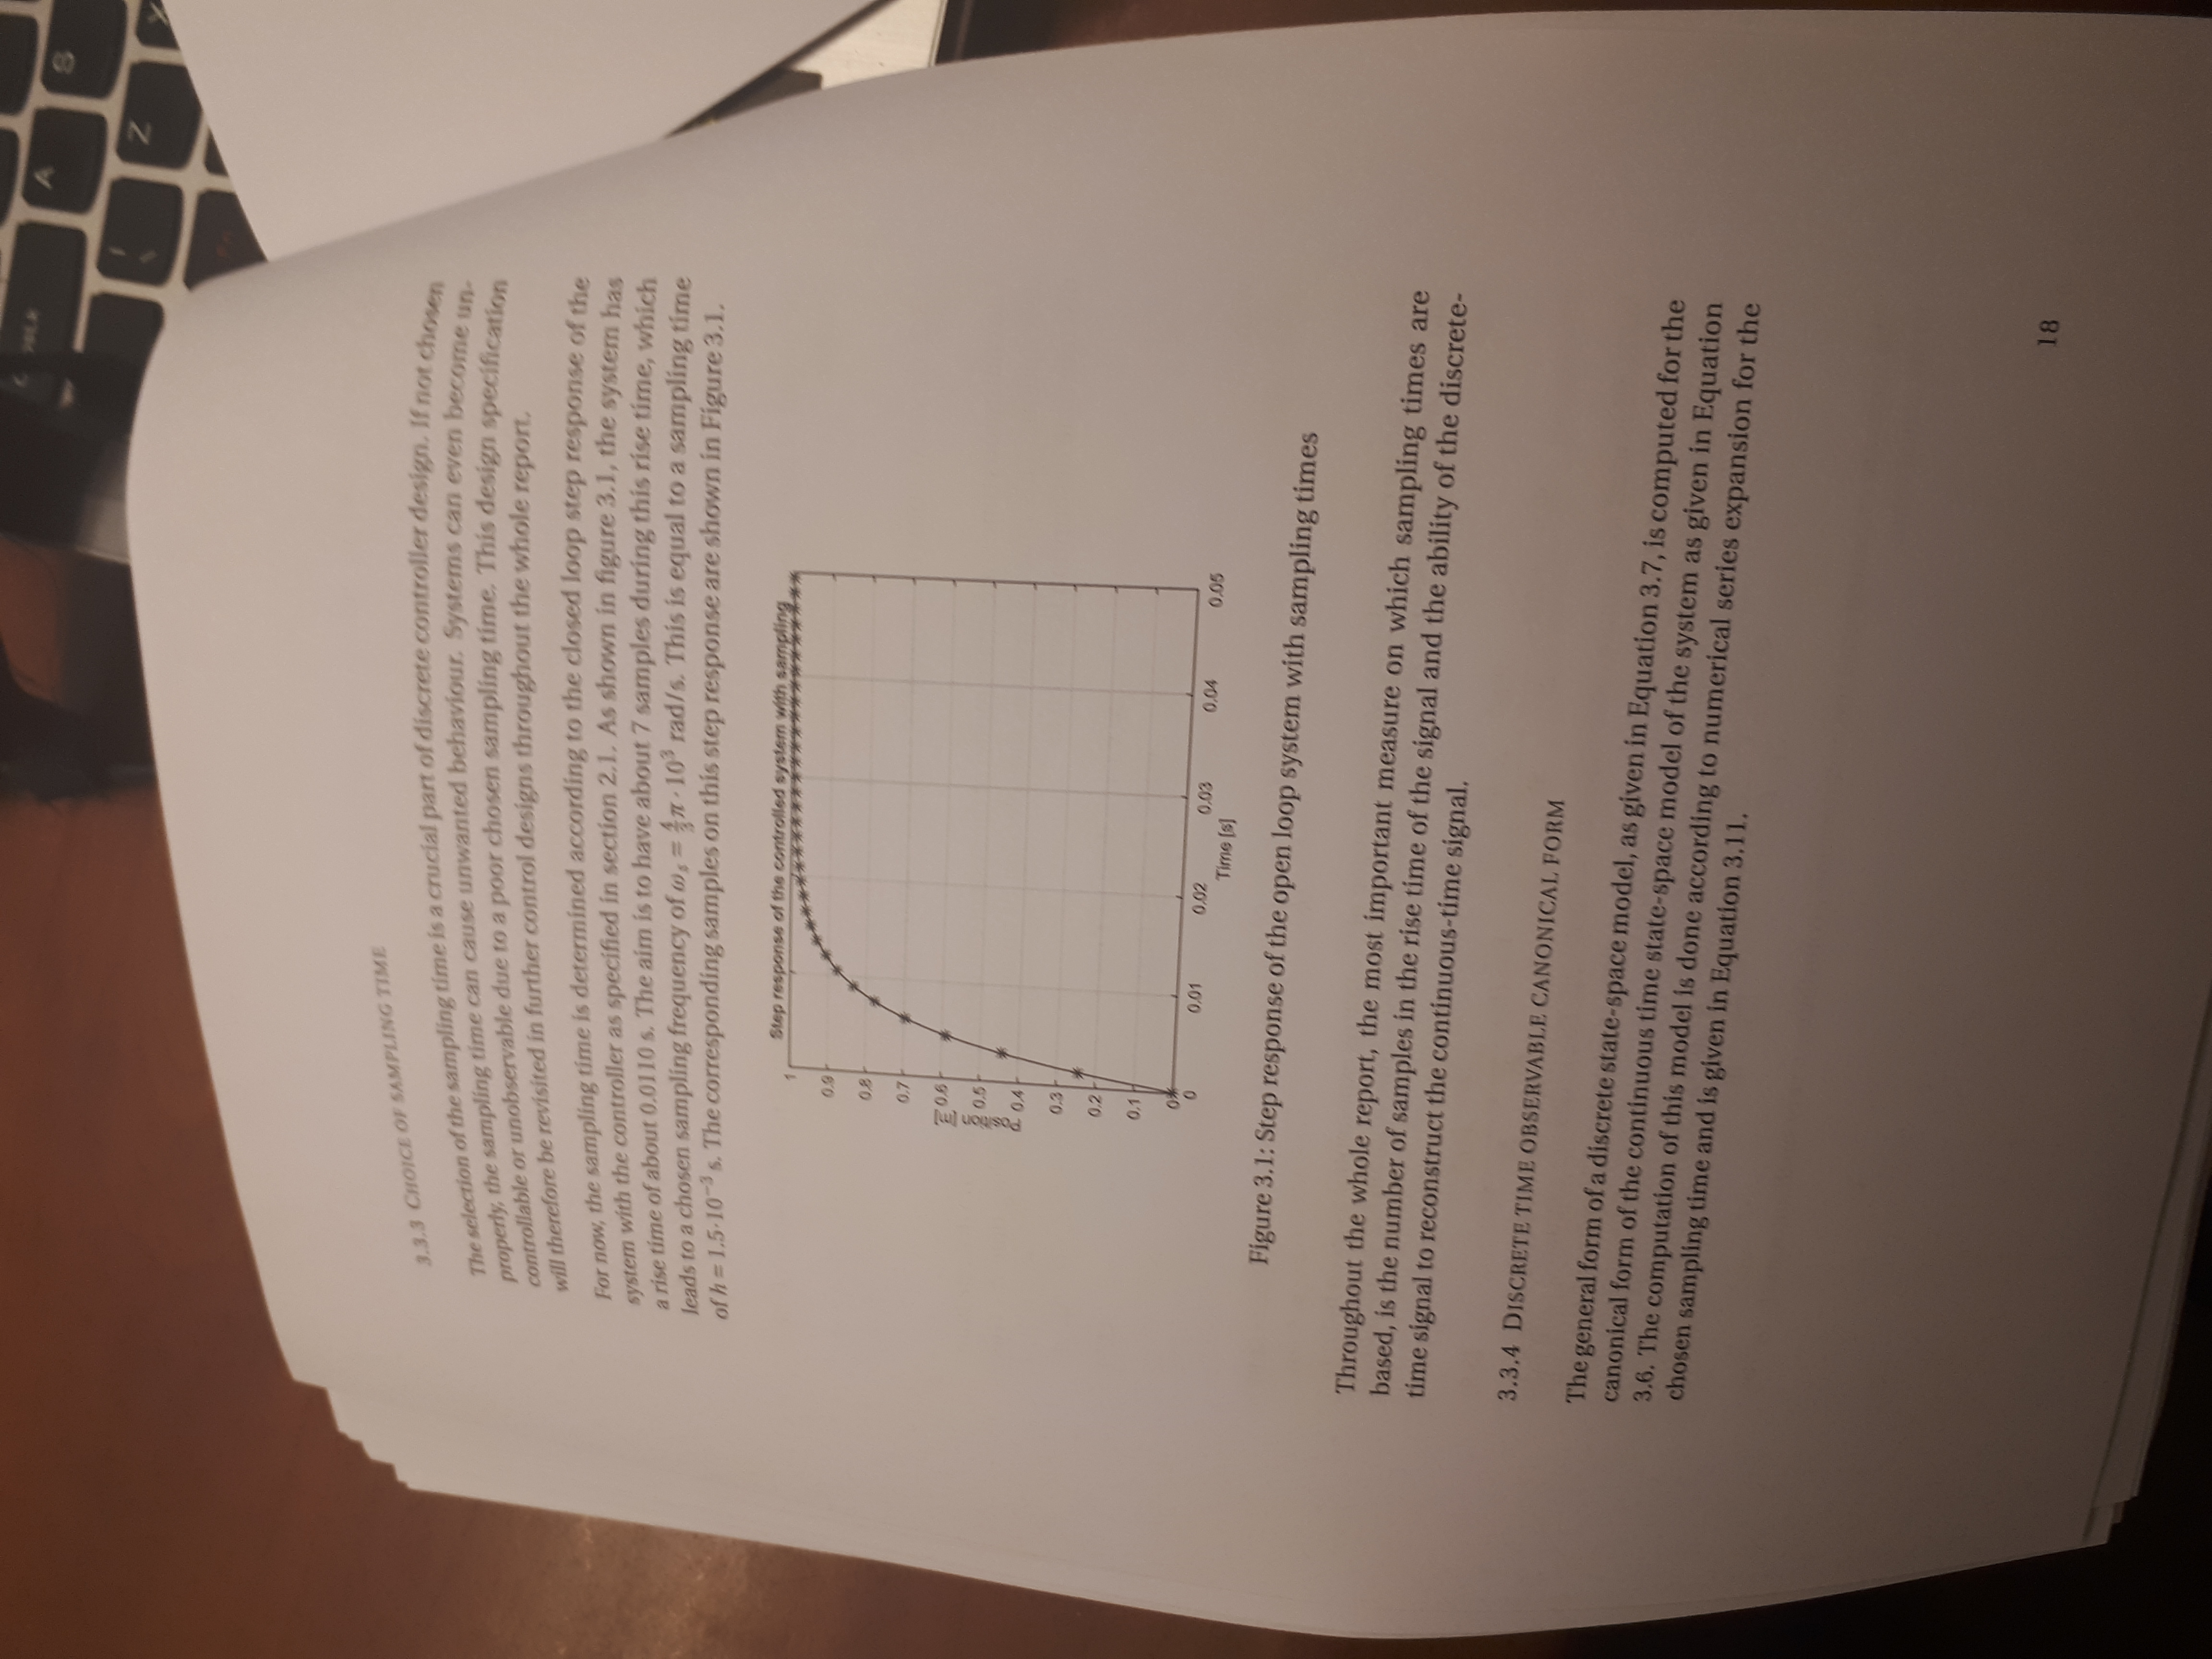 A
S
Z
3.3.3 CHOICE OF SAMPLING TIME
The selection of the sampling time is a crucial part of discrete controller design. If not chosen
properly, the sampling time can cause unwanted behaviour. Systems can even become un-
controllable or unobservable due to a poor chosen sampling time. This design specification
will therefore be revisited in further control designs throughout the whole report.
For now, the sampling time is determined according to the closed loop step response of the
system with the controller as specified in section 2.1. As shown in figure 3.1, the system has
a rise time of about 0.0110 s. The aim is to have about 7 samples during this rise time, which
leads to a chosen sampling frequency of ωₛ = 4/3 π · 10³ rad/s. This is equal to a sampling time
of h = 1.5·10⁻³ s. The corresponding samples on this step response are shown in Figure 3.1.
Step response of the controlled system with sampling
1
0.9
0.8
0.7
0.6
0.5
0.4
0.3
0.2
0.1
0
Position [m]
0 0.01 0.02 0.03 0.04 0.05
Time [s]
Figure 3.1: Step response of the open loop system with sampling times
Throughout the whole report, the most important measure on which sampling times are
based, is the number of samples in the rise time of the signal and the ability of the discrete-
time signal to reconstruct the continuous-time signal.
3.3.4 DISCRETE TIME OBSERVABLE CANONICAL FORM
The general form of a discrete state-space model, as given in Equation 3.7, is computed for the
canonical form of the continuous time state-space model of the system as given in Equation
3.6. The computation of this model is done according to numerical series expansion for the
chosen sampling time and is given in Equation 3.11.
18